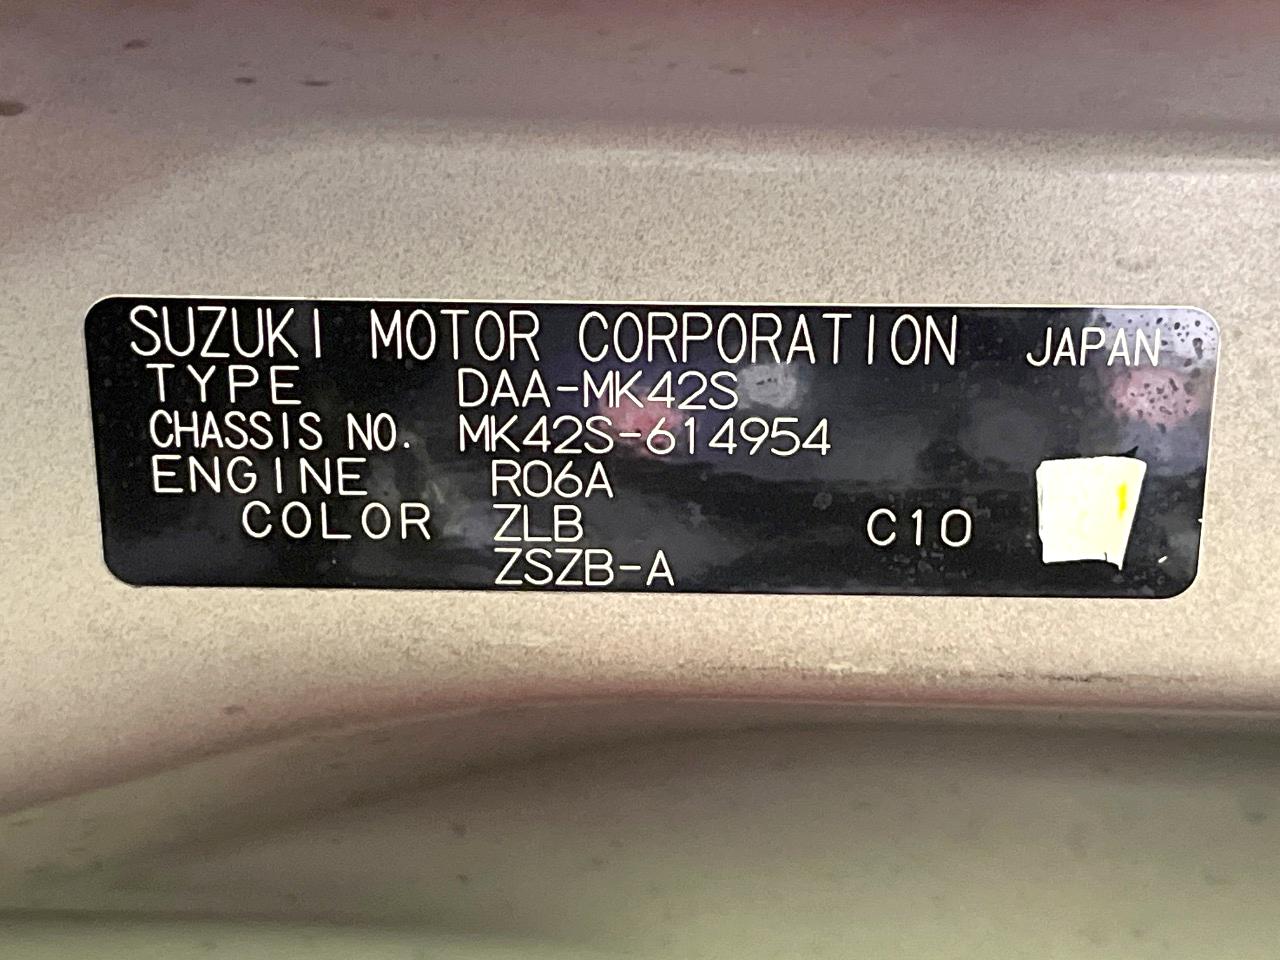 SUZUKI MOTOR CORPORATION JAPAN
TYPE DAA-MK42S
CHASSIS NO. MK42S-614954
ENGINE R06A
COLOR ZLB C10
ZSZB-A